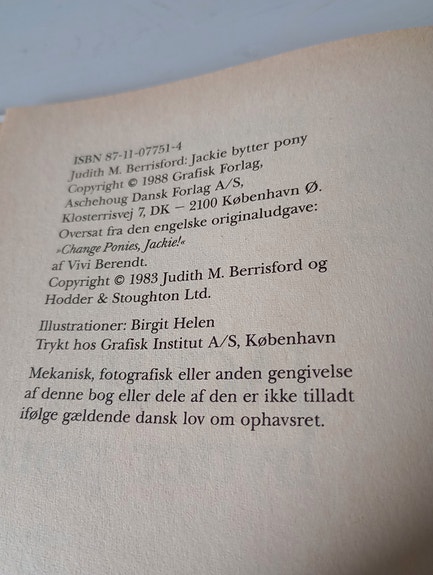 ISBN 87-11-07751-4
Judith M. Berrisford: Jackie bytter pony
Copyright © 1988 Grafisk Forlag,
Aschehoug Dansk Forlag A/S,
Klosterrisvej 7, DK – 2100 København Ø.
Oversat fra den engelske originaludgave:
»Change Ponies, Jackie!«
af Vivi Berendt.
Copyright © 1983 Judith M. Berrisford og
Hodder & Stoughton Ltd.
Illustrationer: Birgit Helen
Trykt hos Grafisk Institut A/S, København
Mekanisk, fotografisk eller anden gengivelse
af denne bog eller dele af den er ikke tilladt
ifølge gældende dansk lov om ophavsret.